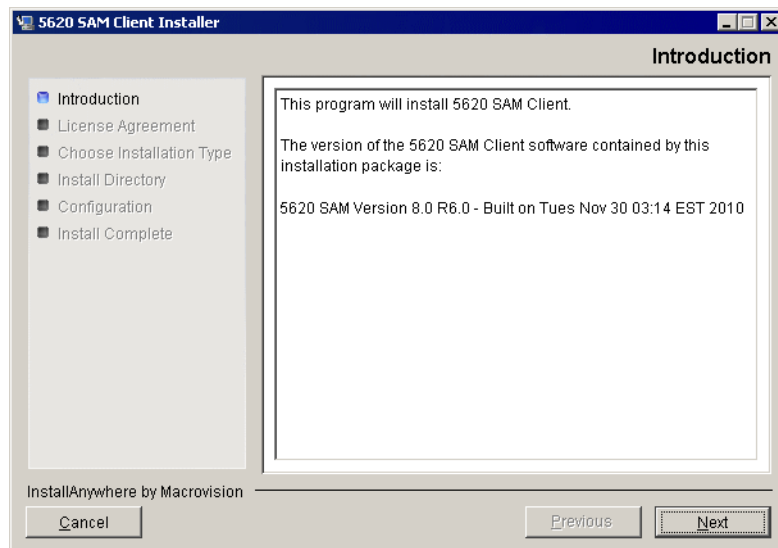 5620 SAM Client Installer
Introduction
Introduction
License Agreement
Choose Installation Type
Install Directory
Configuration
Install Complete
This program will install 5620 SAM Client.
The version of the 5620 SAM Client software contained by this
installation package is:
5620 SAM Version 8.0 R6.0 - Built on Tues Nov 30 03:14 EST 2010
InstallAnywhere by Macrovision
Cancel
Previous
Next